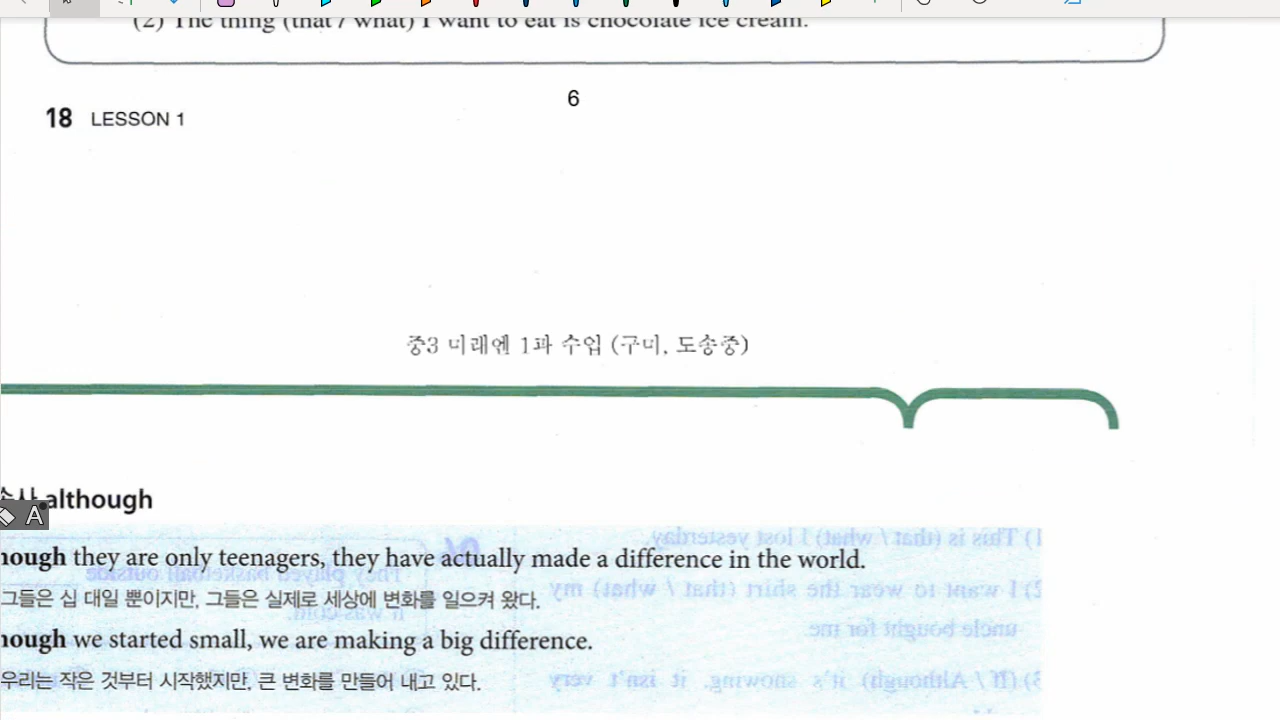 (2) The thing (that / what) I want to eat is chocolate ice cream.
6
18 LESSON 1
중3 미래엔 1과 수업 (구미, 도송중)
although
A
hough they are only teenagers, they have actually made a difference in the world.
그들은 십 대일 뿐이지만, 그들은 실제로 세상에 변화를 일으켜 왔다.
hough we started small, we are making a big difference.
우리는 작은 것부터 시작했지만, 큰 변화를 만들어 내고 있다.